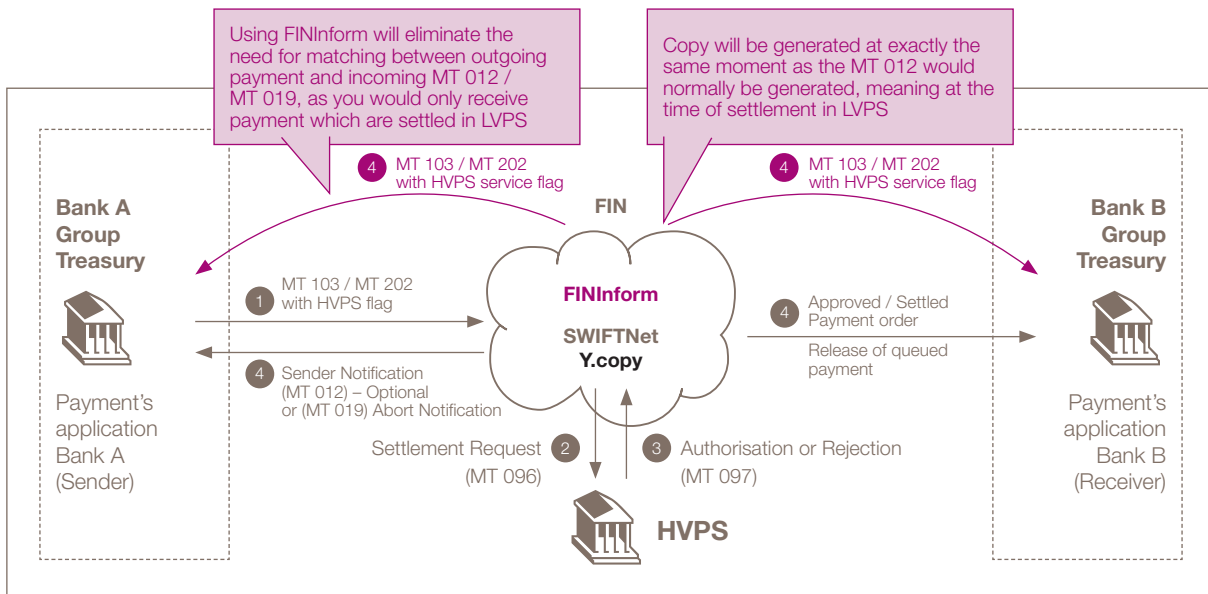 Using FINInform will eliminate the
need for matching between outgoing
payment and incoming MT 012 /
MT 019, as you would only receive
payment which are settled in LVPS
Copy will be generated at exactly the
same moment as the MT 012 would
normally be generated, meaning at the
time of settlement in LVPS
4 MT 103 / MT 202
with HVPS service flag
4 MT 103 / MT 202
with HVPS service flag
Bank A
Group
Treasury
FIN
Bank B
Group
Treasury
1 MT 103 / MT 202
with HVPS flag
FINInform
SWIFTNet
Y.copy
4 Approved / Settled
Payment order
Release of queued
payment
4 Sender Notification
(MT 012) – Optional
or (MT 019) Abort Notification
Payment's
application
Bank A
(Sender)
Settlement Request 2
(MT 096)
3 Authorisation or Rejection
(MT 097)
Payment's
application
Bank B
(Receiver)
HVPS